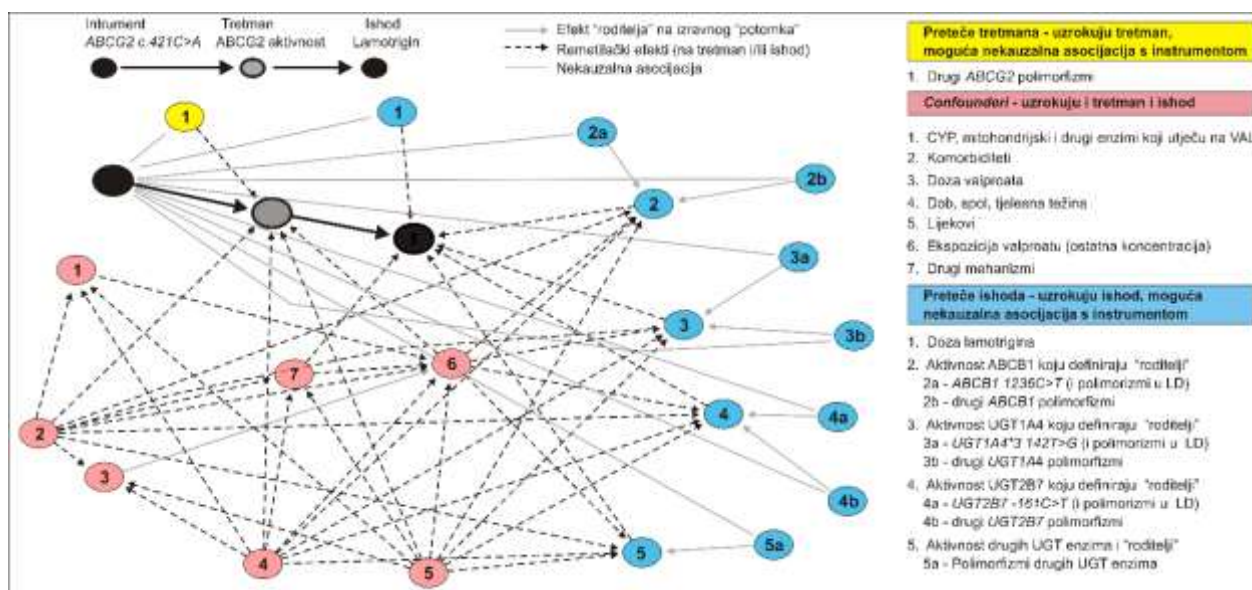 Intrument
ABCG2 c.421C>A
Tretman
ABCG2 aktivnost
Ishod
Lamotrigin
Efekt "roditelja" na izravnog "potomka"
Remetilački efekti (na tretman i/ili ishod)
Nekauzalna asocijacija
1
1
2a
2b
2
3a
1
3
3b
6
7
2
4
4a
3
4b
5
5a
4
5
Preteče tretmana - uzrokuju tretman,
moguća nekauzalna asocijacija s instrumentom
1. Drugi ABCG2 polimorfizmi
Confounderi - uzrokuju i tretman i ishod
1. CYP, mitohondrijski i drugi enzimi koji utječu na VAL
2. Komorbiditeti
3. Doza valproata
4. Dob, spol, tjelesna težina
5. Lijekovi
6. Ekspozicija valproatu (ostatna koncentracija)
7. Drugi mehanizmi
Preteče ishoda - uzrokuju ishod, moguća
nekauzalna asocijacija s instrumentom
1. Doza lamotrigina
2. Aktivnost ABCB1 koju definiraju "roditelji"
2a - ABCB1 1236C>T (i polimorizmi u LD)
2b - drugi ABCB1 polimorfizmi
3. Aktivnost UGT1A4 koju definiraju "roditelji"
3a - UGT1A4*3 142T>G (i polimorizmi u LD)
3b - drugi UGT1A4 polimorfizmi
4. Aktivnost UGT2B7 koju definiraju "roditelji"
4a - UGT2B7 -161C>T (i polimorizmi u LD)
4b - drugi UGT2B7 polimorfizmi
5. Aktivnost drugih UGT enzima i "roditelji"
5a - Polimorfizmi drugih UGT enzima